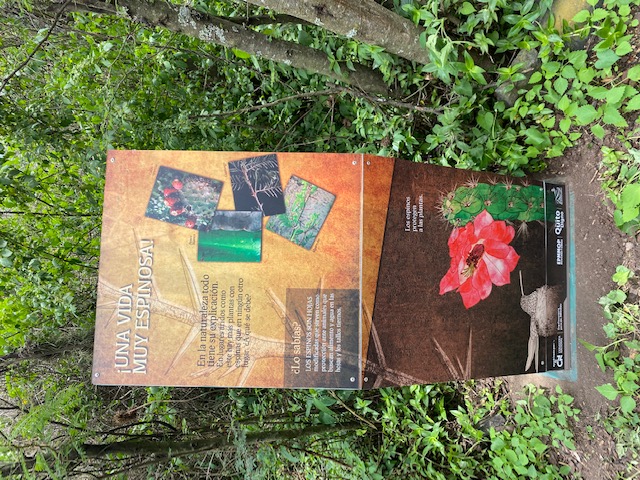 ¡UNA VIDA
MUY ESPINOSA!
En la naturaleza todo
tiene su explicación.
En lugares áridos como
este hay más plantas con
espinas que en ningún otro
lugar. ¿A qué se debe?
¿Lo sabías?
LOS ESPINOS SON HOJAS
modificadas que sirven como
protección ante animales que
buscan alimento y agua en las
hojas y los tallos tiernos.
Los espinos
protegen
a las plantas.
EPMMOP
Quito
Digno